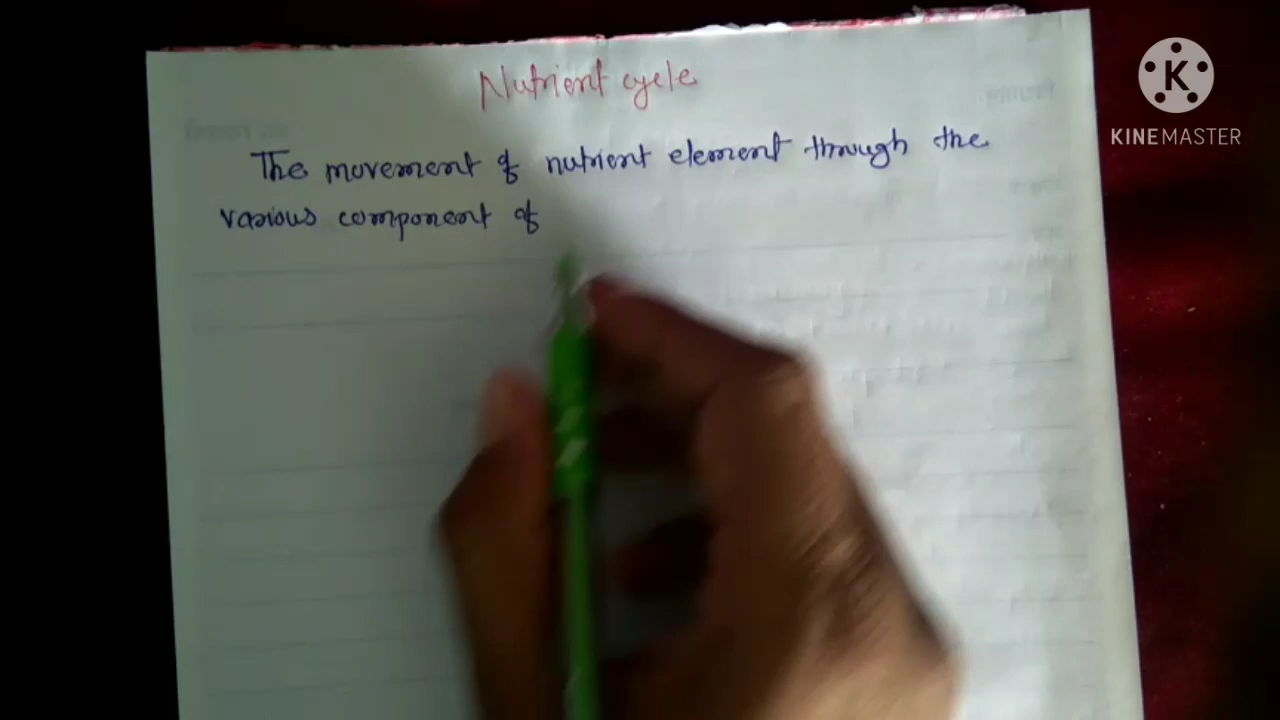 Nutrient cycle
The movement of nutrient element through the
various component of
K
KINEMASTER